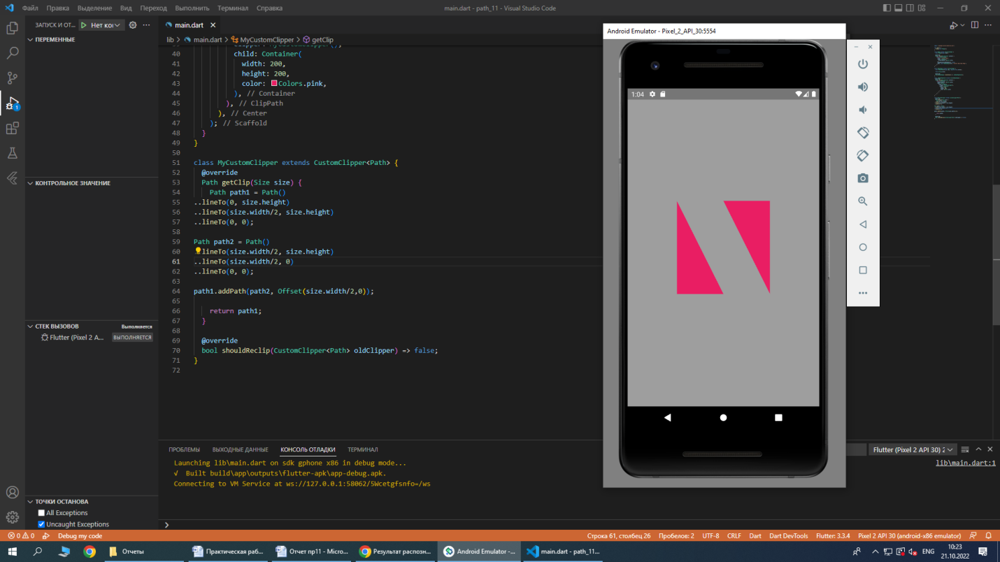 Файл Правка Выделение Вид Переход Выполнить Терминал Справка
main.dart - path_11 - Visual Studio Code
ЗАПУСК И ОТ... Нет кон
main.dart
lib > main.dart > MyCustomClipper > getClip
ПЕРЕМЕННЫЕ
40 child: Container(
41 width: 200,
42 height: 200,
43 color: Colors.pink,
44 ), // Container
45 ), // ClipPath
46 ), // Center
47 ); // Scaffold
48 }
49 }
50
51 class MyCustomClipper extends CustomClipper<Path> {
52 @override
53 Path getClip(Size size) {
54 Path path1 = Path()
55 ..lineTo(0, size.height)
56 ..lineTo(size.width/2, size.height)
57 ..lineTo(0, 0);
58
59 Path path2 = Path()
60 lineTo(size.width/2, size.height)
61 ..lineTo(size.width/2, 0)
62 ..lineTo(0, 0);
63
64 path1.addPath(path2, Offset(size.width/2,0));
65
66 return path1;
67 }
68
69 @override
70 bool shouldReclip(CustomClipper<Path> oldClipper) => false;
71 }
72
КОНТРОЛЬНОЕ ЗНАЧЕНИЕ
СТЕК ВЫЗОВОВ Выполняется
Flutter (Pixel 2 A... ВЫПОЛНЯЕТСЯ
ТОЧКИ ОСТАНОВА
All Exceptions
Uncaught Exceptions
1
Android Emulator - Pixel_2_API_30:5554
1:04
ПРОБЛЕМЫ ВЫХОДНЫЕ ДАННЫЕ КОНСОЛЬ ОТЛАДКИ ТЕРМИНАЛ
Flutter (Pixel 2 API 30) 2
Launching lib\main.dart on sdk gphone x86 in debug mode...
lib\main.dart:1
√ Built build\app\outputs\flutter-apk\app-debug.apk.
Connecting to VM Service at ws://127.0.0.1:58062/5Wcetgfsnfo=/ws
0 0 Debug my code
Строка 61, столбец 26 Пробелов: 2 UTF-8 CRLF Dart Dart DevTools Flutter: 3.3.4 Pixel 2 API 30 (android-x86 emulator)
Отчеты
Практическая раб...
Отчет пр11 - Micro...
Результат распозн...
Android Emulator -...
main.dart - path_11...
ENG
10:23
21.10.2022